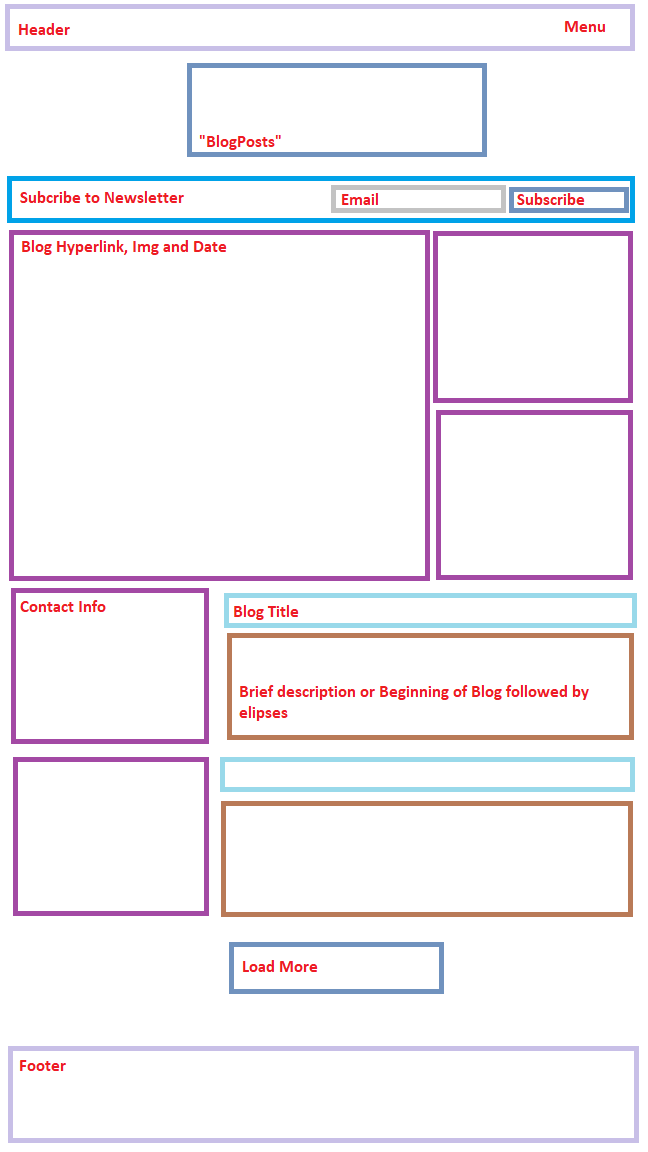 Header
Menu
"BlogPosts"
Subcribe to Newsletter
Email
Subscribe
Blog Hyperlink, Img and Date
Contact Info
Blog Title
Brief description or Beginning of Blog followed by
elipses
Load More
Footer